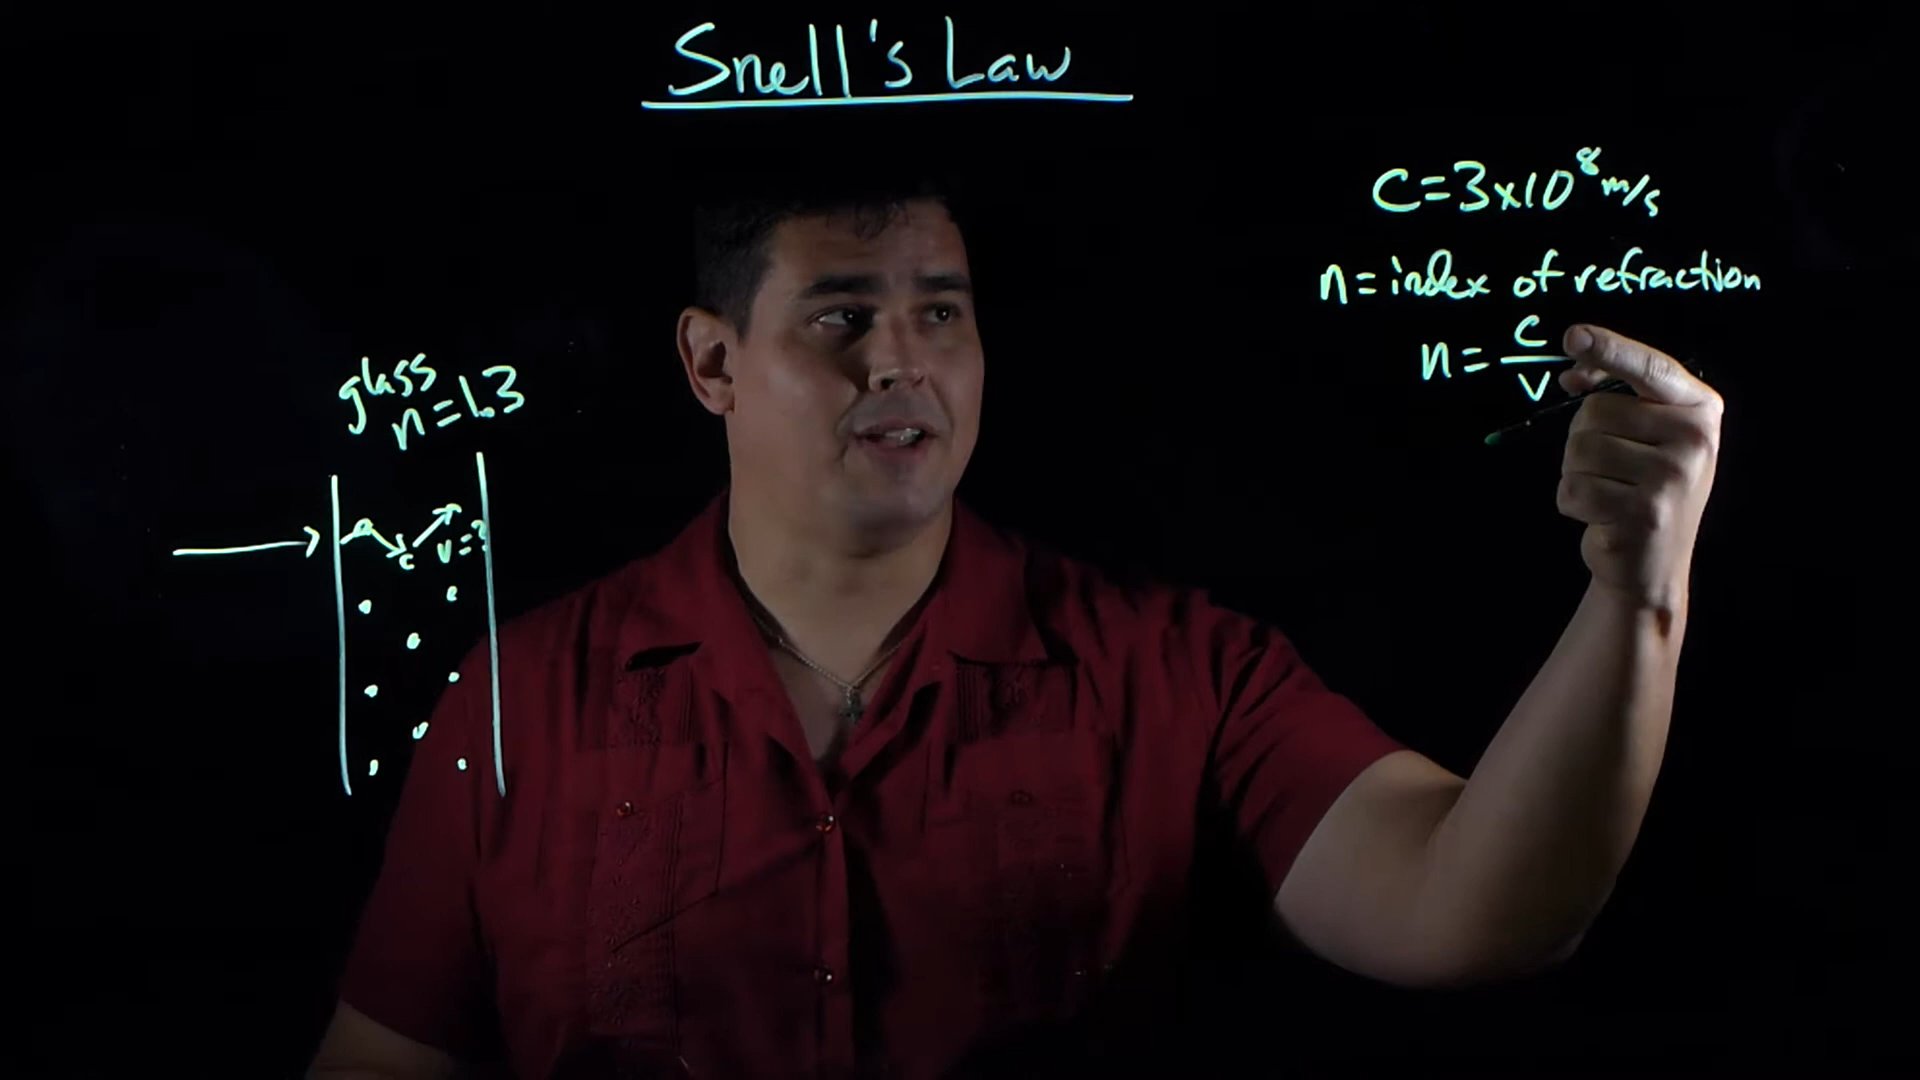 Snell's Law
C=3x10⁸ m/s
n=index of refraction
n=C/V
glass
n=1.3
c
v=?